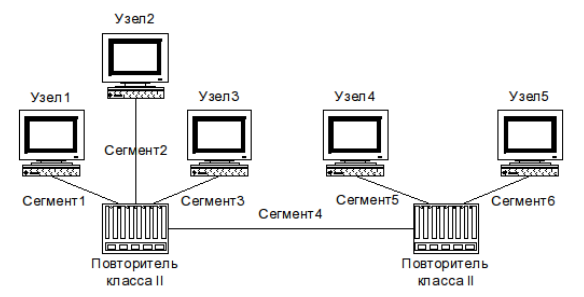 Узел2
Узел1
Узел3
Узел4
Узел5
Сегмент2
Сегмент1
Сегмент3
Сегмент5
Сегмент6
Сегмент4
Повторитель
класса II
Повторитель
класса II